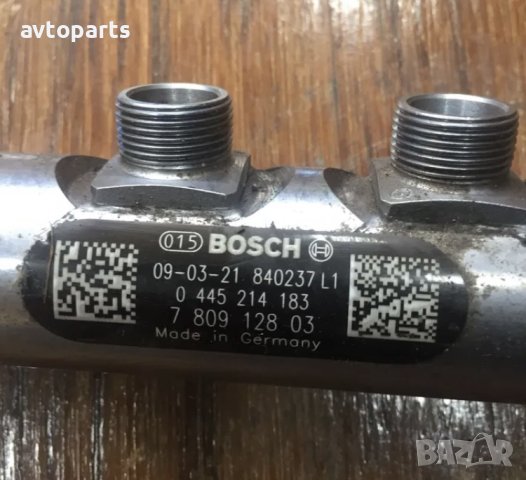 avtoparts
015 BOSCH
09-03-21 840237 L1
0 445 214 183
7 809 128 03
Made in Germany
BAZAR